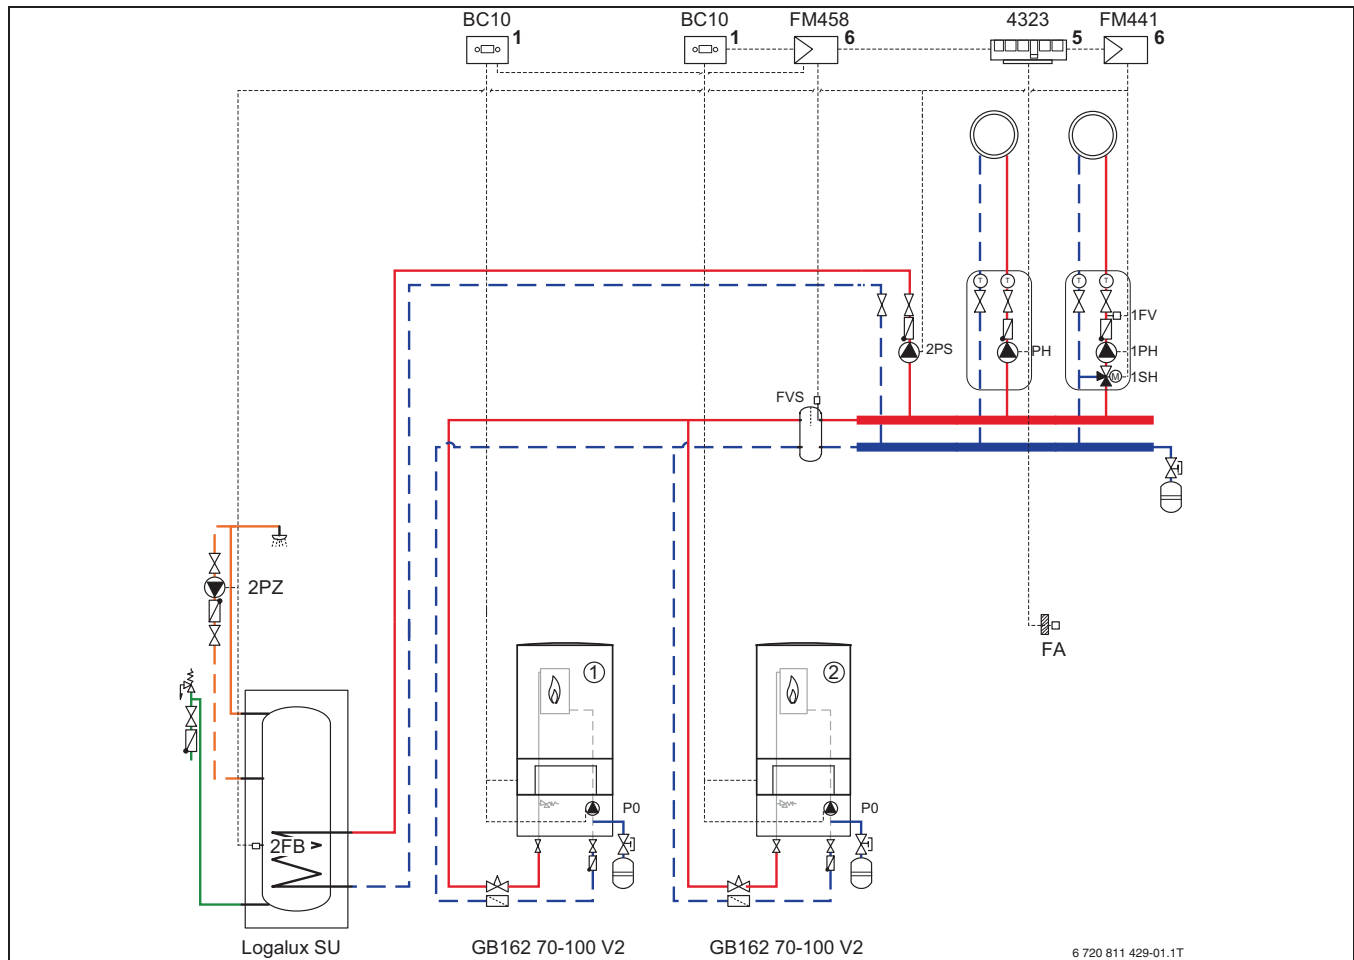 BC10
BC10
FM458
4323
FM441
1
1
6
5
6
T
T
T
T
1FV
2PS
PH
1PH
M
1SH
FVS
2PZ
FA
1
2
P0
P0
2FB
Logalux SU
GB162 70-100 V2
GB162 70-100 V2
6 720 811 429-01.1T